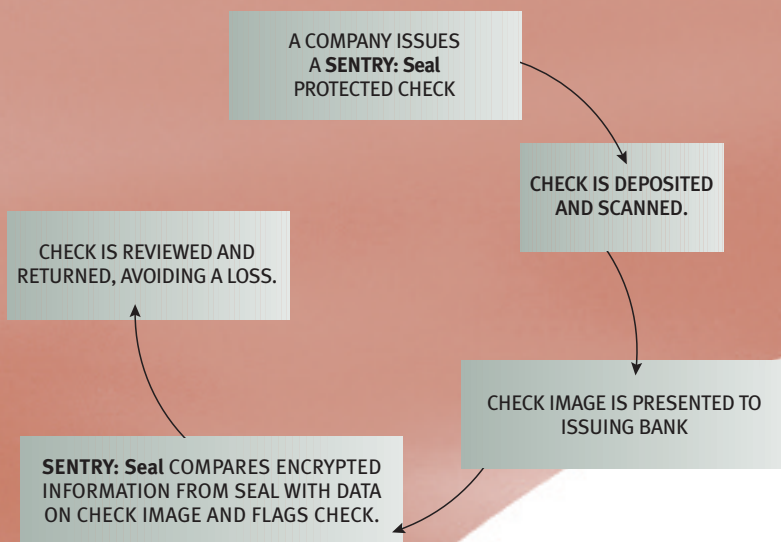 A COMPANY ISSUES
A SENTRY: Seal
PROTECTED CHECK
CHECK IS DEPOSITED
AND SCANNED.
CHECK IMAGE IS PRESENTED TO
ISSUING BANK
SENTRY: Seal COMPARES ENCRYPTED
INFORMATION FROM SEAL WITH DATA
ON CHECK IMAGE AND FLAGS CHECK.
CHECK IS REVIEWED AND
RETURNED, AVOIDING A LOSS.